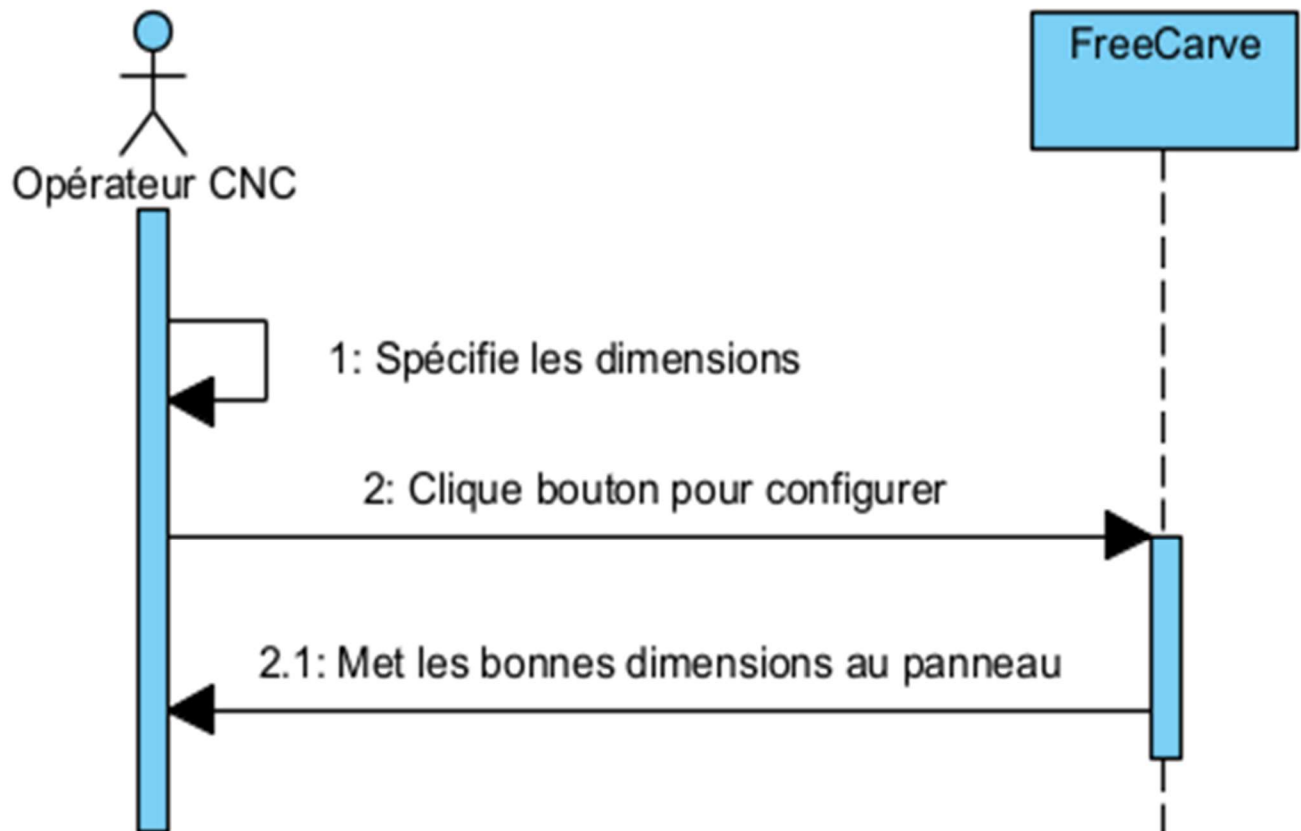 FreeCarve
Opérateur CNC
1: Spécifie les dimensions
2: Clique bouton pour configurer
2.1: Met les bonnes dimensions au panneau